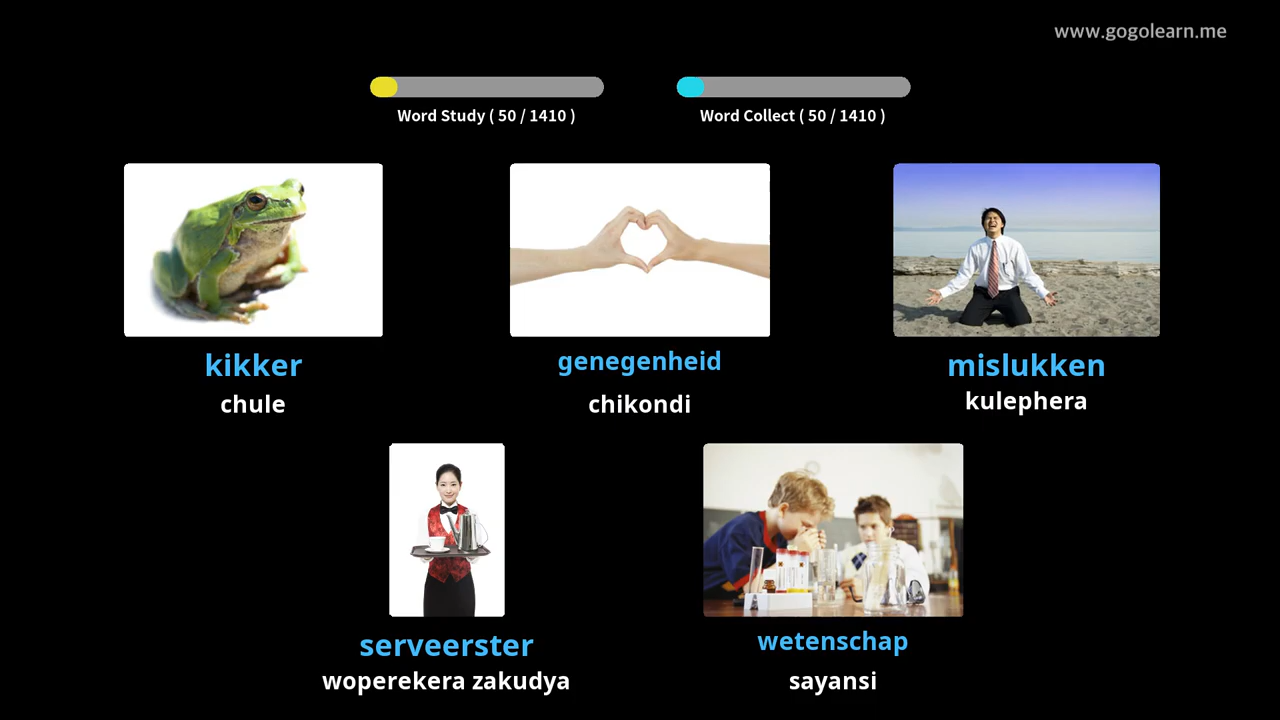 www.gogolearn.me
Word Study ( 50 / 1410 )
Word Collect ( 50 / 1410 )
kikker
chule
genegenheid
chikondi
mislukken
kulephera
serveerster
woperekera zakudya
wetenschap
sayansi